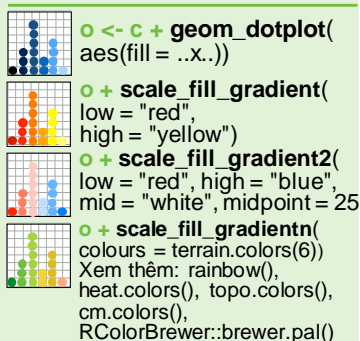 o <- c + geom_dotplot(
aes(fill = ..x..))
o + scale_fill_gradient(
low = "red",
high = "yellow")
o + scale_fill_gradient2(
low = "red", high = "blue",
mid = "white", midpoint = 25
o + scale_fill_gradientn(
colours = terrain.colors(6))
Xem thêm: rainbow(),
heat.colors(), topo.colors(),
cm.colors(),
RColorBrewer::brewer.pal()